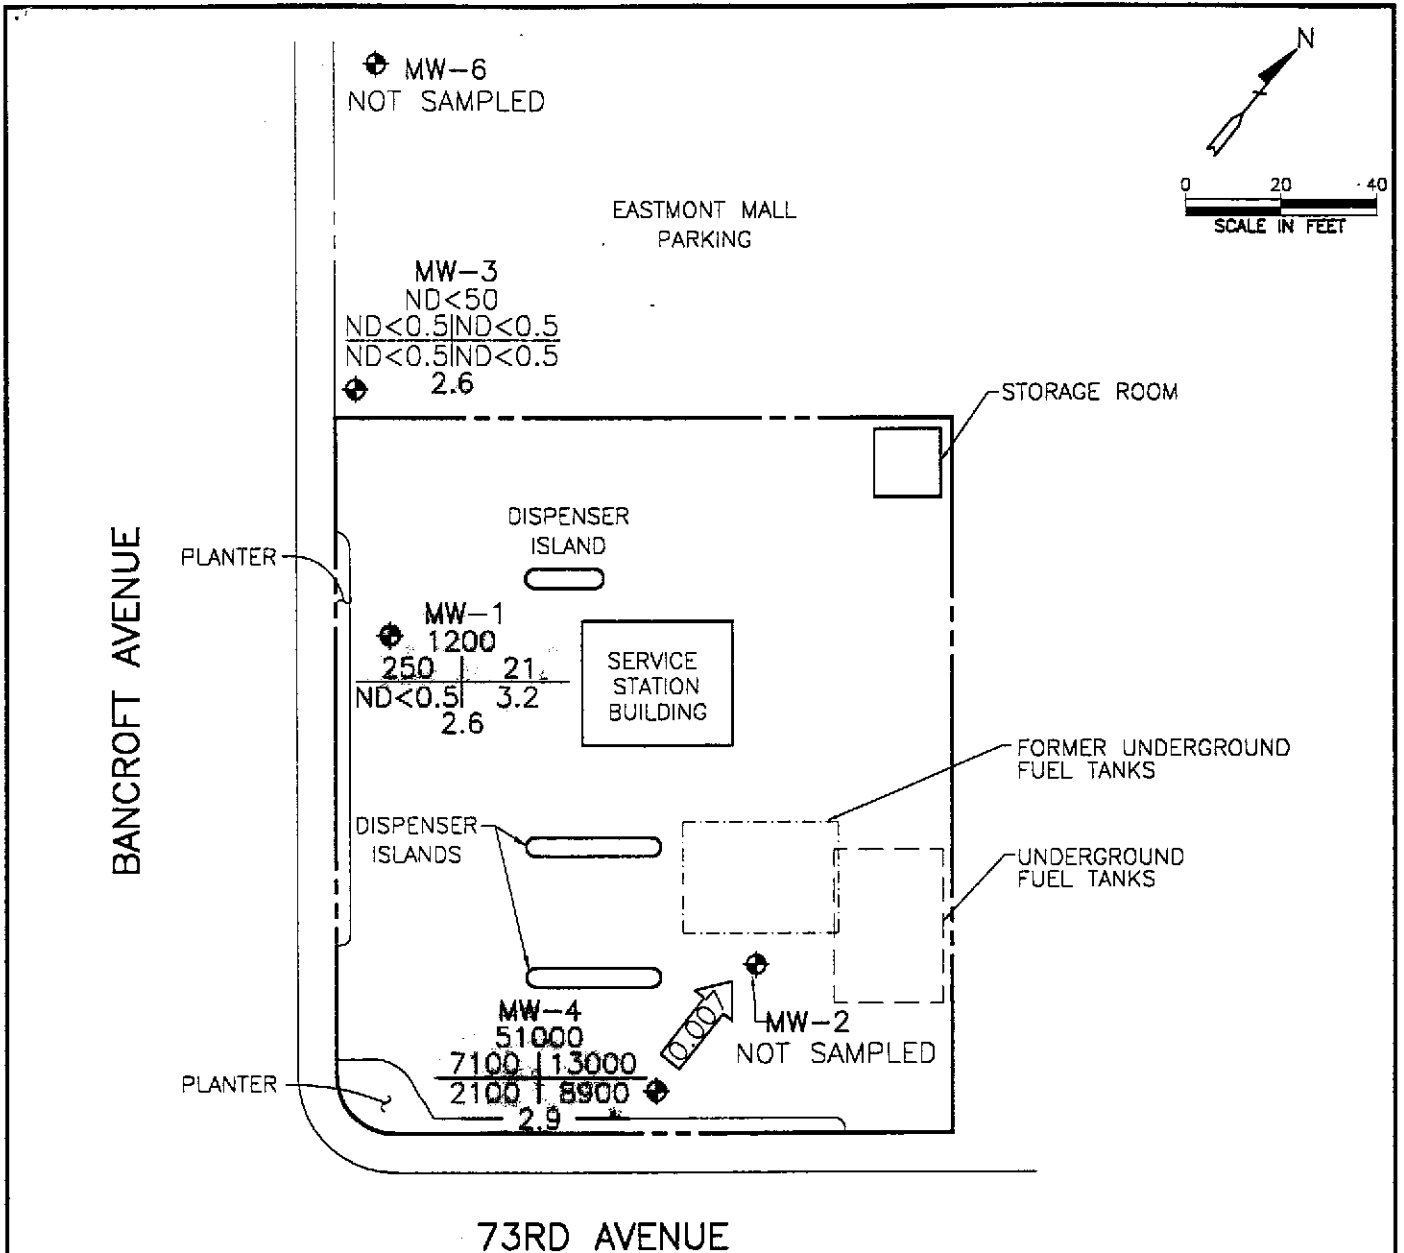 N
MW-6
NOT SAMPLED
0 20 40
SCALE IN FEET
EASTMONT MALL
PARKING
MW-3
ND<50
ND<0.5|ND<0.5
ND<0.5|ND<0.5
2.6
STORAGE ROOM
DISPENSER
ISLAND
PLANTER
BANCROFT AVENUE
MW-1
1200
250 | 21
ND<0.5| 3.2
2.6
SERVICE
STATION
BUILDING
FORMER UNDERGROUND
FUEL TANKS
DISPENSER
ISLANDS
UNDERGROUND
FUEL TANKS
MW-4
51000
7100 | 13000
2100 | 8900
2.9
0.007
MW-2
NOT SAMPLED
PLANTER
73RD AVENUE